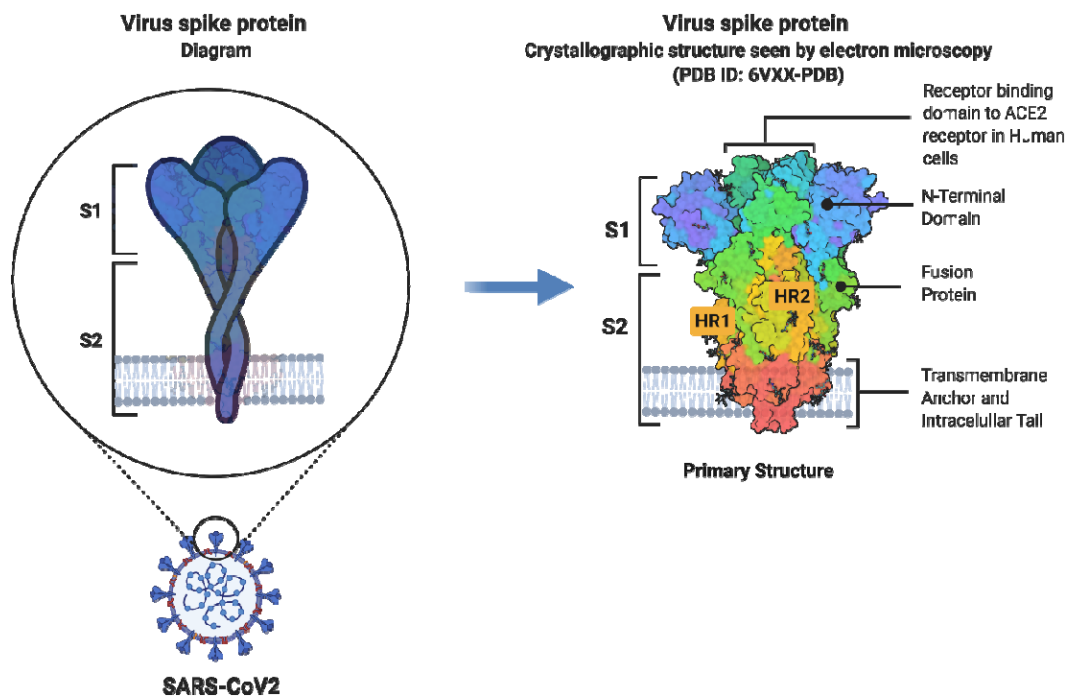 Virus spike protein
Diagram
S1
S2
SARS-CoV2
Virus spike protein
Crystallographic structure seen by electron microscopy
(PDB ID: 6VXX-PDB)
Receptor binding
domain to ACE2
receptor in Human
cells
N-Terminal
Domain
S1
Fusion
Protein
HR2
HR1
S2
Transmembrane
Anchor and
Intracelullar Tail
Primary Structure